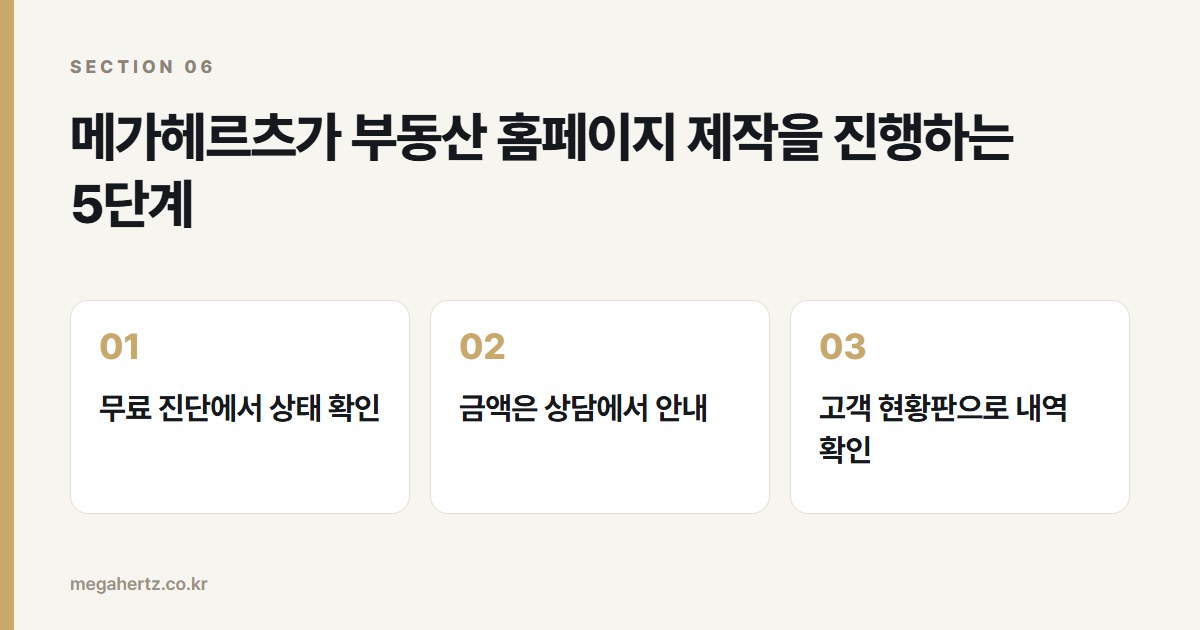 SECTION 06
메가헤르츠가 부동산 홈페이지 제작을 진행하는
5단계
01
무료 진단에서 상태 확인
02
금액은 상담에서 안내
03
고객 현황판으로 내역
확인
megahertz.co.kr